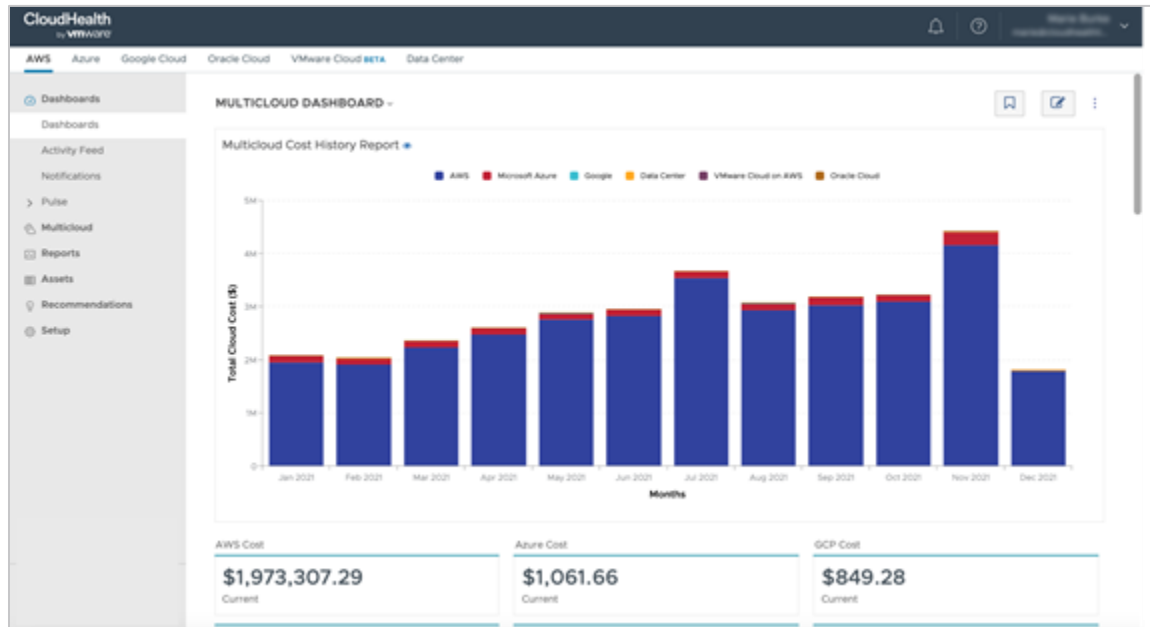 CloudHealth
by vmware
AWS Azure Google Cloud Oracle Cloud VMware Cloud BETA Data Center
Dashboards
Dashboards
Activity Feed
Notifications
Pulse
Multicloud
Reports
Assets
Recommendations
Setup
MULTICLOUD DASHBOARD
Multicloud Cost History Report
AWS Microsoft Azure Google Data Center VMware Cloud on AWS Oracle Cloud
Total Cloud Cost ($)
5M
4M
3M
2M
1M
0
Jan 2021 Feb 2021 Mar 2021 Apr 2021 May 2021 Jun 2021 Jul 2021 Aug 2021 Sep 2021 Oct 2021 Nov 2021 Dec 2021
Months
AWS Cost Azure Cost GCP Cost
$1,973,307.29 $1,061.66 $849.28
Current Current Current